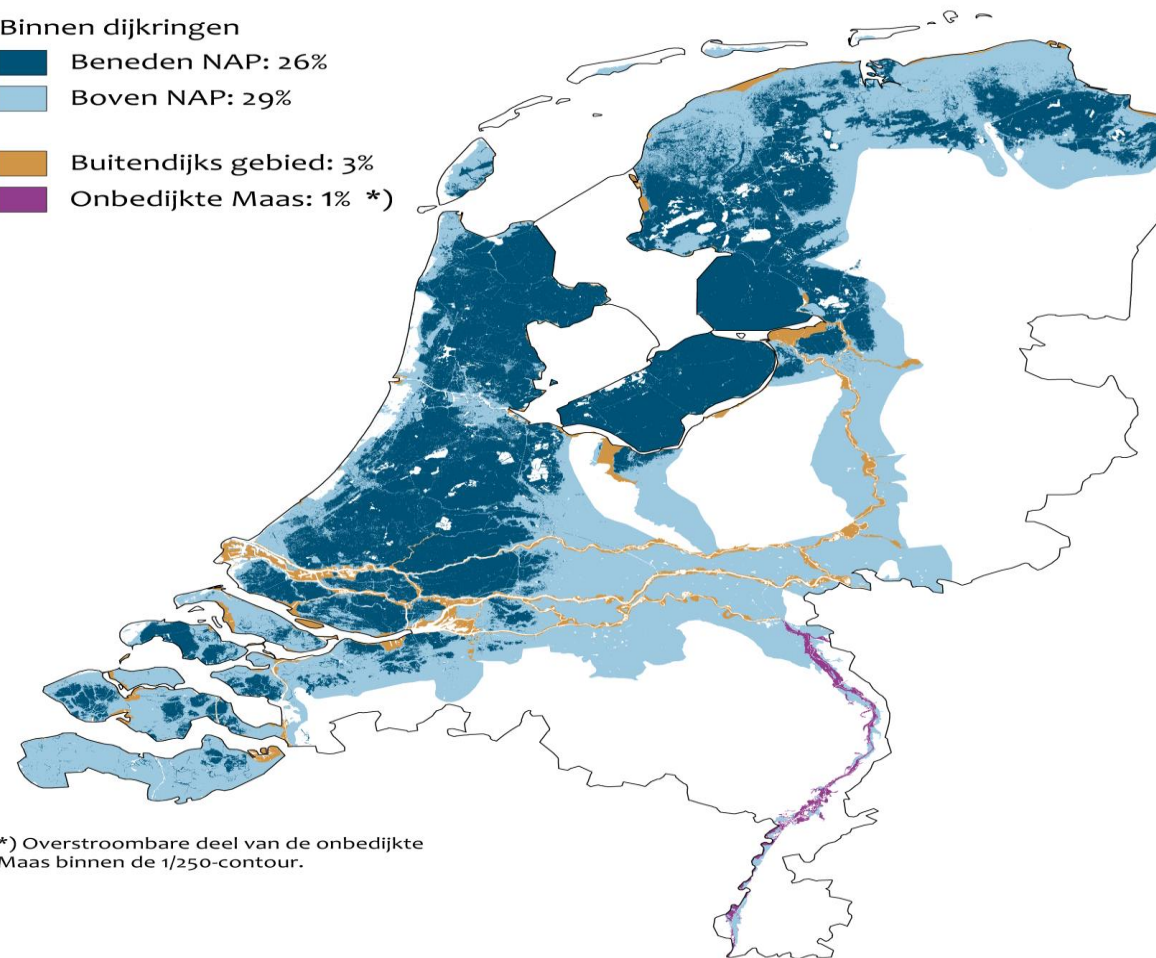 Binnen dijkringen
Beneden NAP: 26%
Boven NAP: 29%
Buitendijks gebied: 3%
Onbedijkte Maas: 1% *)
*) Overstroombare deel van de onbedijkte
Maas binnen de 1/250-contour.